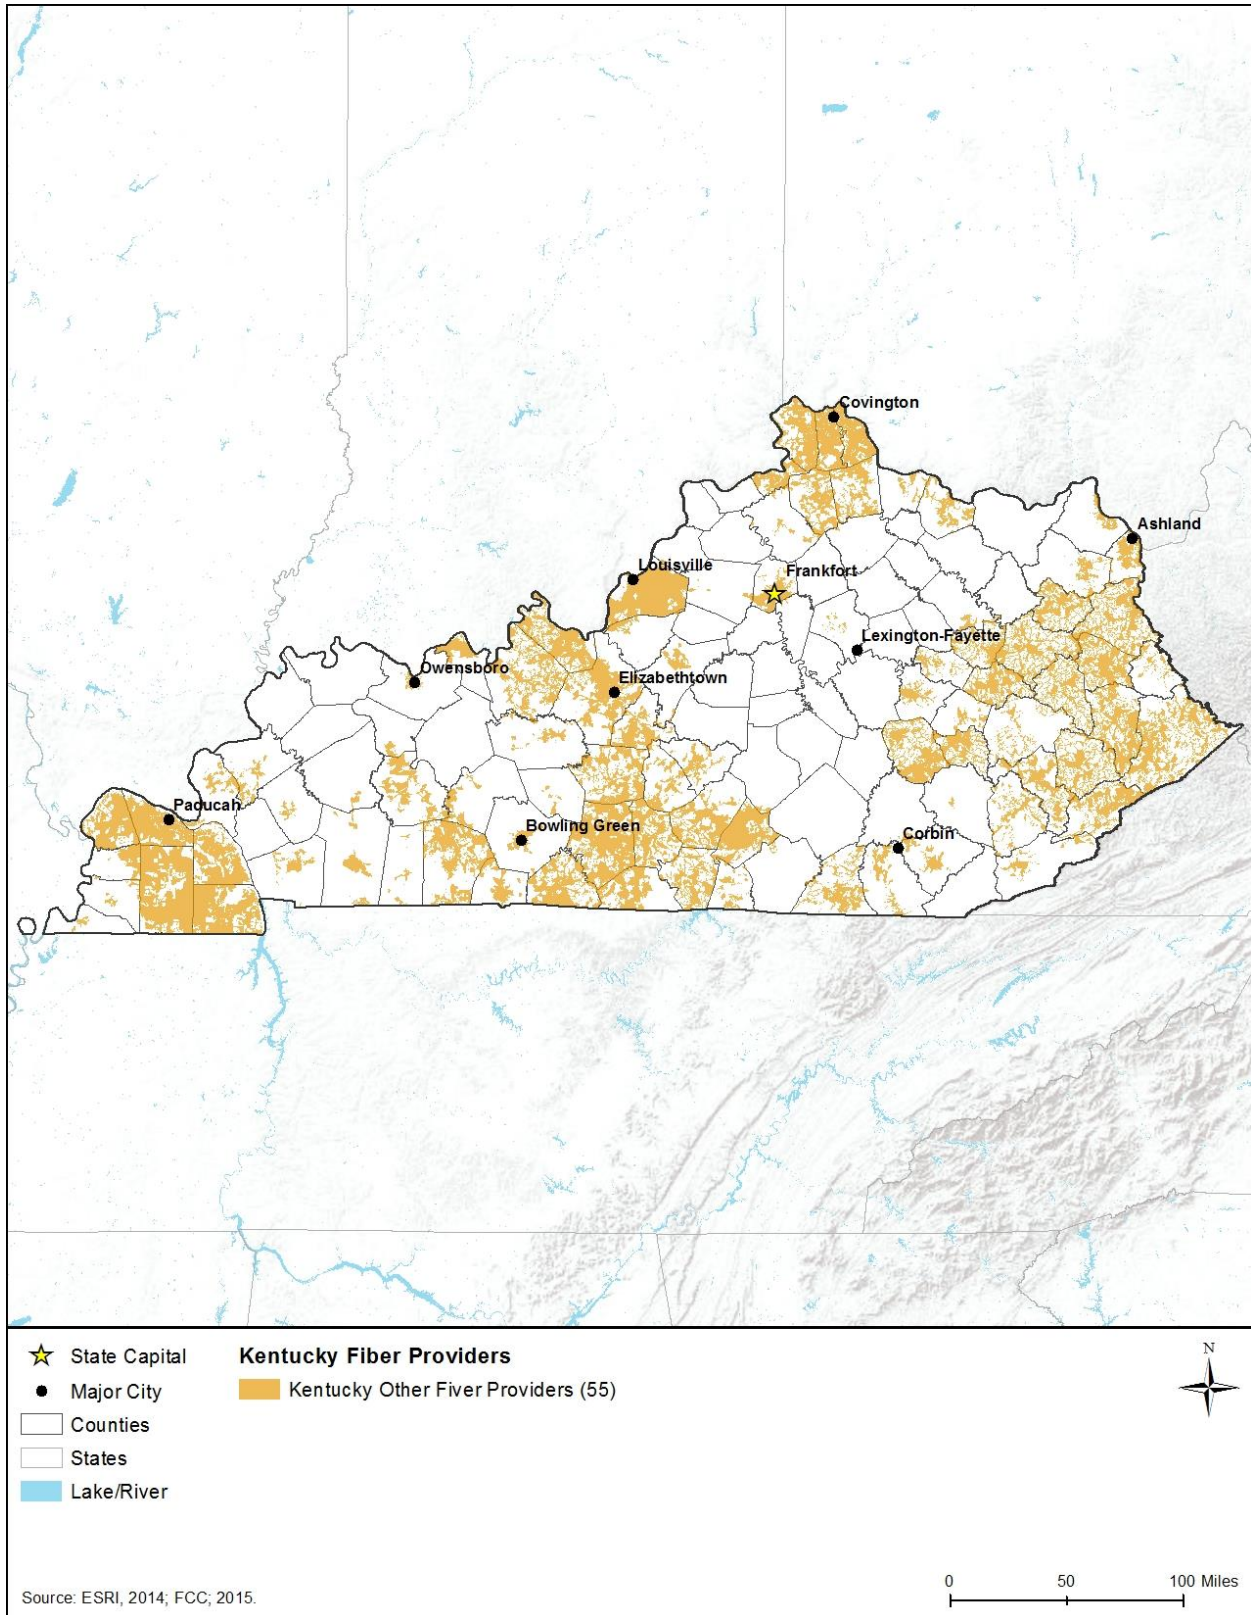 Covington
Ashland
Louisville
Frankfort
Lexington-Fayette
Owensboro
Elizabethtown
Paducah
Bowling Green
Corbin
State Capital
Kentucky Fiber Providers
N
Major City
Kentucky Other Fiver Providers (55)
Counties
States
Lake/River
0 50 100 Miles
Source: ESRI, 2014; FCC; 2015.